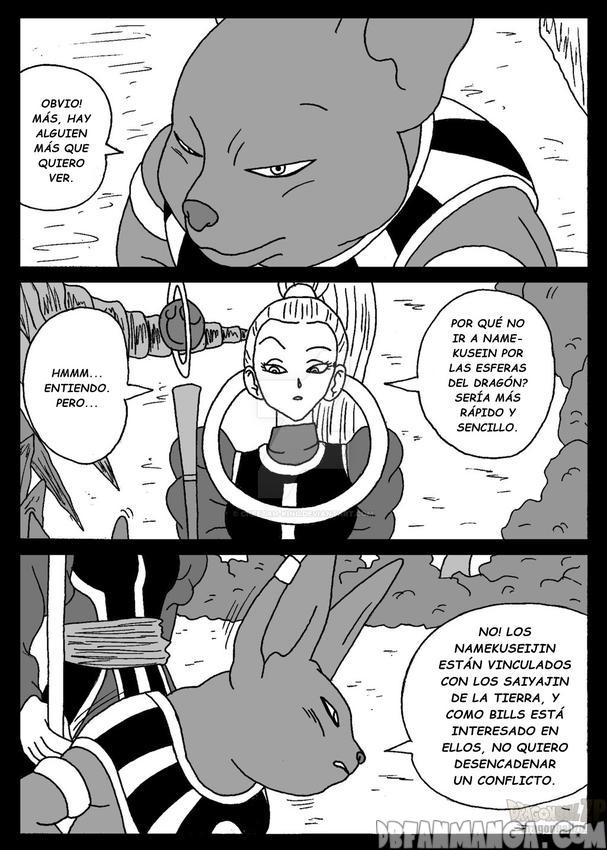 OBVIO!
MÁS, HAY
ALGUIEN
MÁS QUE
QUIERO
VER.
HMMM...
ENTIENDO.
PERO...
POR QUÉ NO
IR A NAME-
KUSEIN POR
LAS ESFERAS
DEL DRAGÓN?
SERÍA MÁS
RÁPIDO Y
SENCILLO.
NO! LOS
NAMEKUSEIJIN
ESTÁN VINCULADOS
CON LOS SAIYAJIN
DE LA TIERRA, Y
COMO BILLS ESTÁ
INTERESADO EN
ELLOS, NO QUIERO
DESENCADENAR
UN CONFLICTO.
DBFANMANGA.COM